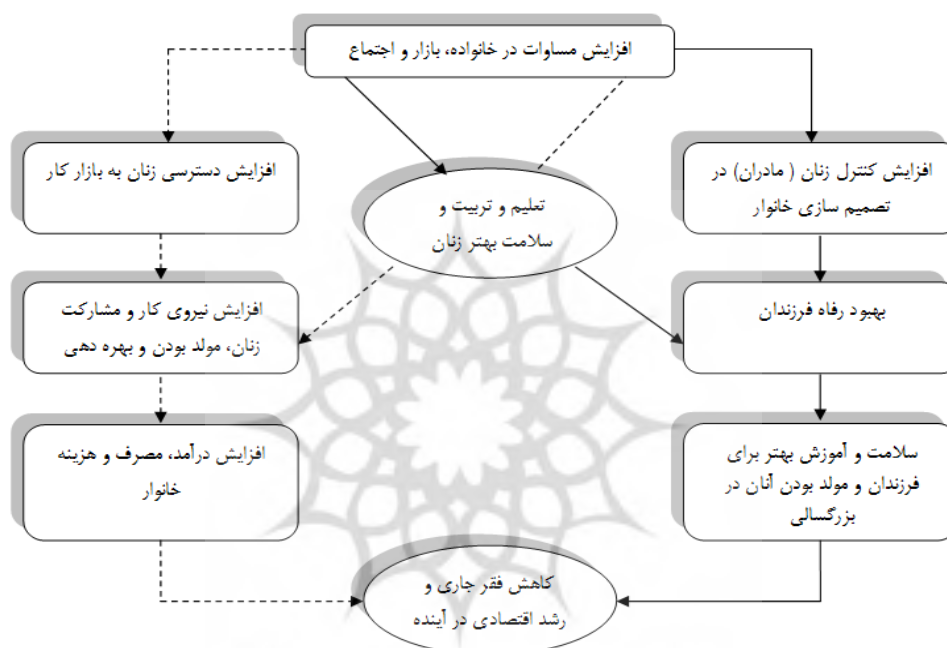 افزایش مساوات در خانواده، بازار و اجتماع
افزایش کنترل زنان ( مادران) در
تصمیم سازی خانوار
تعلیم و تربیت و
سلامت بهتر زنان
افزایش دسترسی زنان به بازار کار
بهبود رفاه فرزندان
افزایش نیروی کار و مشارکت
زنان، مولد بودن و بهره دهی
سلامت و آموزش بهتر برای
فرزندان و مولد بودن آنان در
بزرگسالی
افزایش درآمد، مصرف و هزینه
خانوار
کاهش فقر جاری و
رشد اقتصادی در آینده